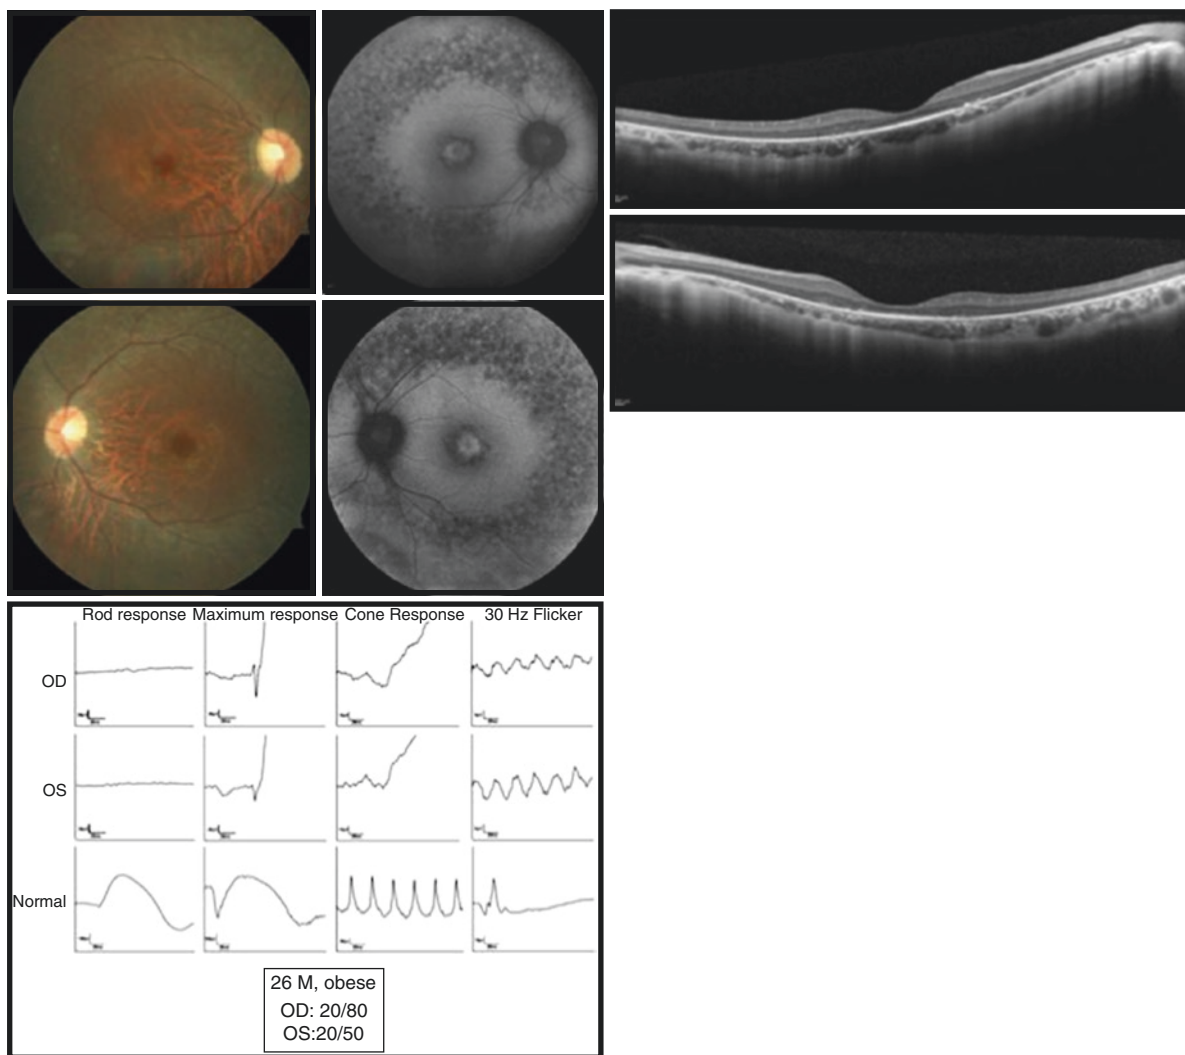 Rod response Maximum response Cone Response 30 Hz Flicker
OD
OS
Normal
26 M, obese
OD: 20/80
OS:20/50